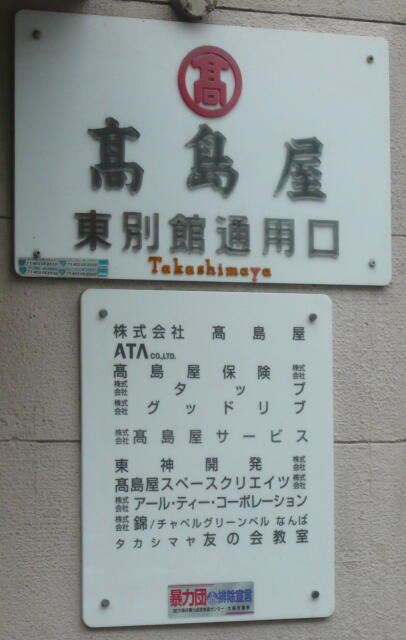 髙
髙島屋
東別館通用口
Takashimaya
株式会社 髙島屋
ATA CO.,LTD.
髙島屋保険 株式会社
株式会社 タップ
株式会社 グッドリブ
株式会社 髙島屋サービス
東神開発 株式会社
髙島屋スペースクリエイツ 株式会社
株式会社 アール・ティー・コーポレーション
株式会社 錦/チャペルグリーンベル なんば
タカシマヤ友の会教室
暴力団 排除宣言